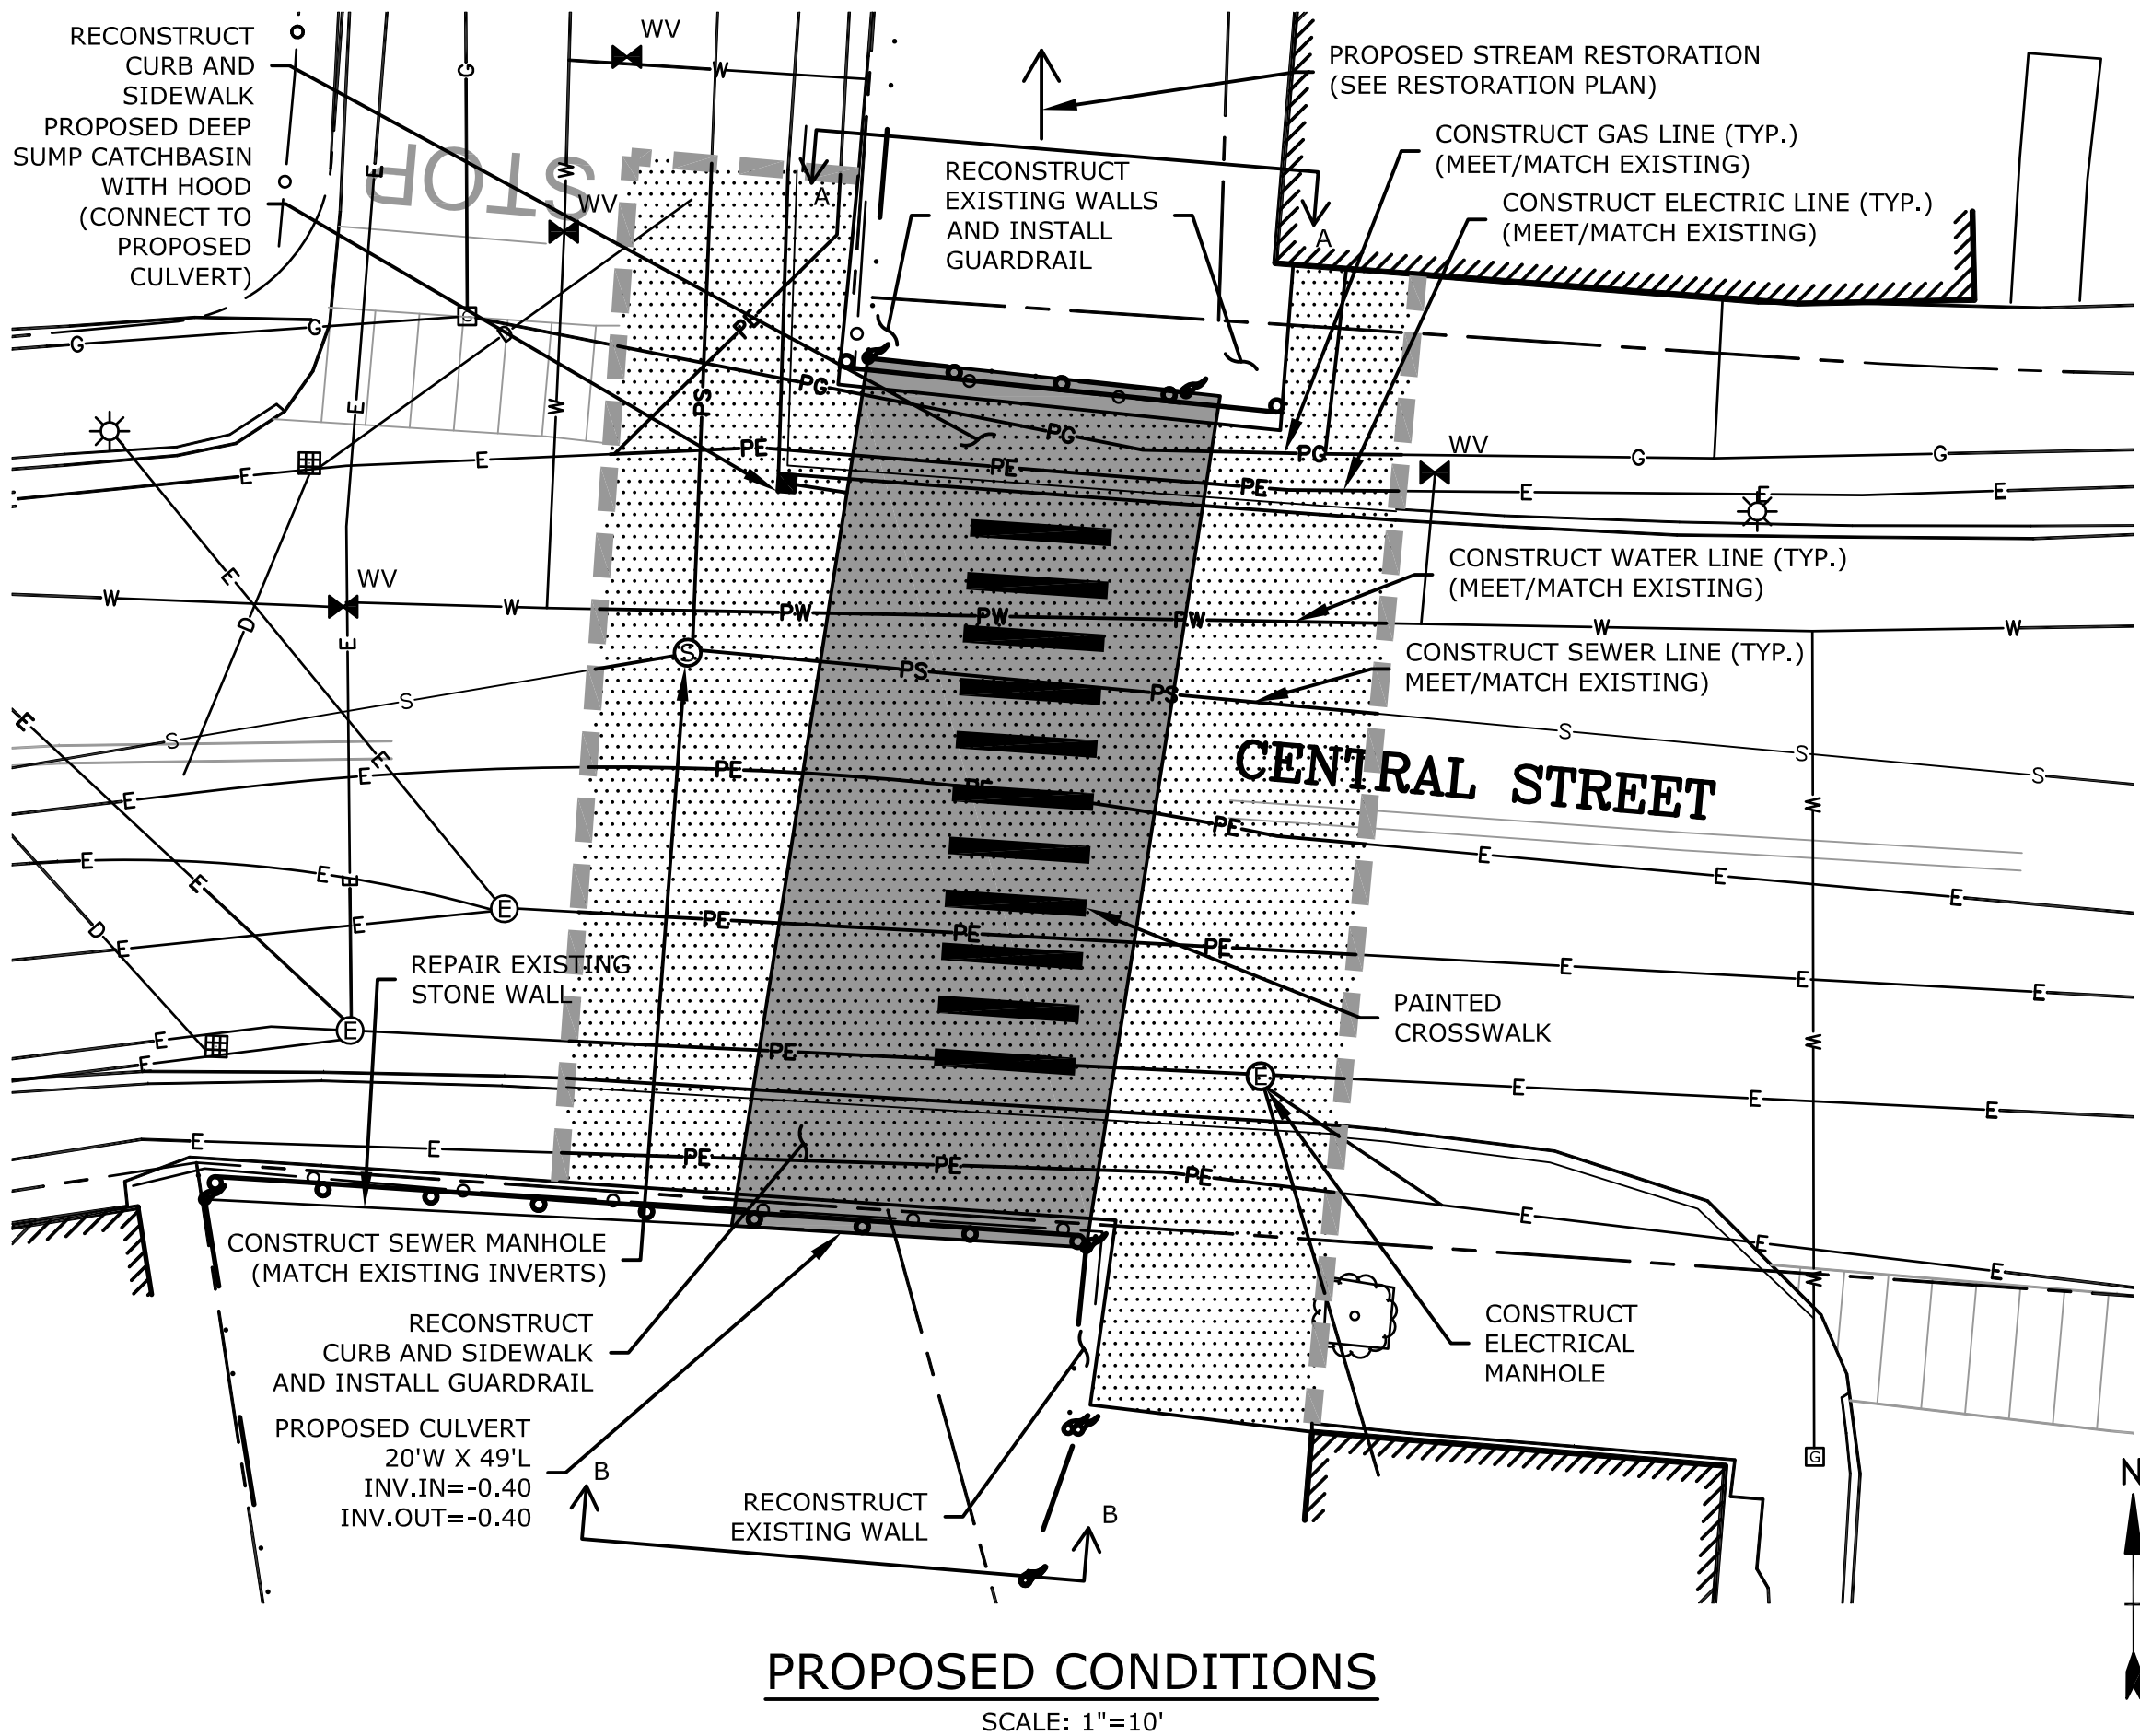 RECONSTRUCT
CURB AND
SIDEWALK
PROPOSED DEEP
SUMP CATCHBASIN
WITH HOOD
(CONNECT TO
PROPOSED
CULVERT)
WV
WV
STOP
A
A
RECONSTRUCT
EXISTING WALLS
AND INSTALL
GUARDRAIL
PROPOSED STREAM RESTORATION
(SEE RESTORATION PLAN)
CONSTRUCT GAS LINE (TYP.)
(MEET/MATCH EXISTING)
CONSTRUCT ELECTRIC LINE (TYP.)
(MEET/MATCH EXISTING)
WV
WV
CONSTRUCT WATER LINE (TYP.)
(MEET/MATCH EXISTING)
CONSTRUCT SEWER LINE (TYP.)
MEET/MATCH EXISTING)
CENTRAL STREET
REPAIR EXISTING
STONE WALL
PAINTED
CROSSWALK
CONSTRUCT SEWER MANHOLE
(MATCH EXISTING INVERTS)
RECONSTRUCT
CURB AND SIDEWALK
AND INSTALL GUARDRAIL
PROPOSED CULVERT
20'W X 49'L
INV.IN=-0.40
INV.OUT=-0.40
B
B
RECONSTRUCT
EXISTING WALL
CONSTRUCT
ELECTRICAL
MANHOLE
N
PG PG PG
PE PE PE
PW PW PW
PS PS PS
PE PE PE
PE PE PE
PE
PE PE PE
PROPOSED CONDITIONS
SCALE: 1"=10'